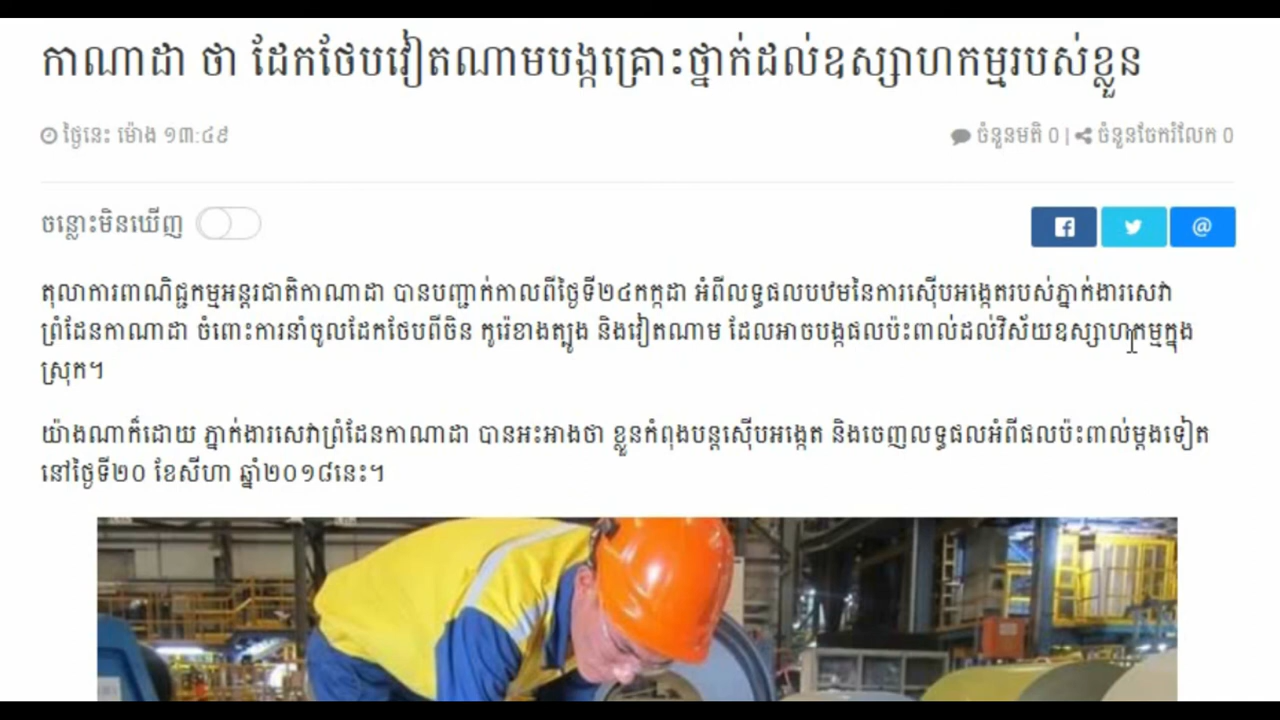 កាណាដា ថា ដែកថែបវៀតណាមបង្កគ្រោះថ្នាក់ដល់ឧស្សាហកម្មរបស់ខ្លួន
ថ្ងៃនេះ ម៉ោង ១៣:៤៩
ចំនួនមតិ 0 | ចំនួនចែករំលែក 0
ចន្លោះមិនឃើញ
@
តុលាការពាណិជ្ជកម្មអន្តរជាតិកាណាដា បានបញ្ជាក់កាលពីថ្ងៃទី២៤កក្កដា អំពីលទ្ធផលបឋមនៃការស៊ើបអង្កេតរបស់ភ្នាក់ងារសេវា
ព្រំដែនកាណាដា ចំពោះការនាំចូលដែកថែបពីចិន កូរ៉េខាងត្បូង និងវៀតណាម ដែលអាចបង្កផលប៉ះពាល់ដល់វិស័យឧស្សាហកម្មក្នុង
ស្រុក។
យ៉ាងណាក៏ដោយ ភ្នាក់ងារសេវាព្រំដែនកាណាដា បានអះអាងថា ខ្លួនកំពុងបន្តស៊ើបអង្កេត និងចេញលទ្ធផលអំពីផលប៉ះពាល់ម្តងទៀត
នៅថ្ងៃទី២០ ខែសីហា ឆ្នាំ២០១៨នេះ។